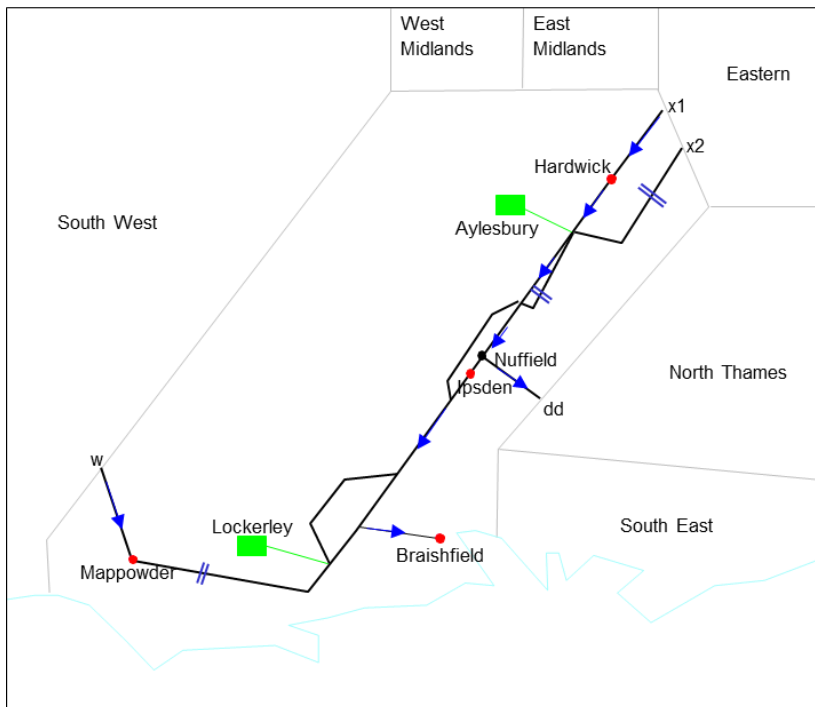 West
Midlands
East
Midlands
Eastern
x1
x2
Hardwick
South West
Aylesbury
Nuffield
Ipsden
North Thames
dd
w
Lockerley
South East
Braishfield
Mappowder